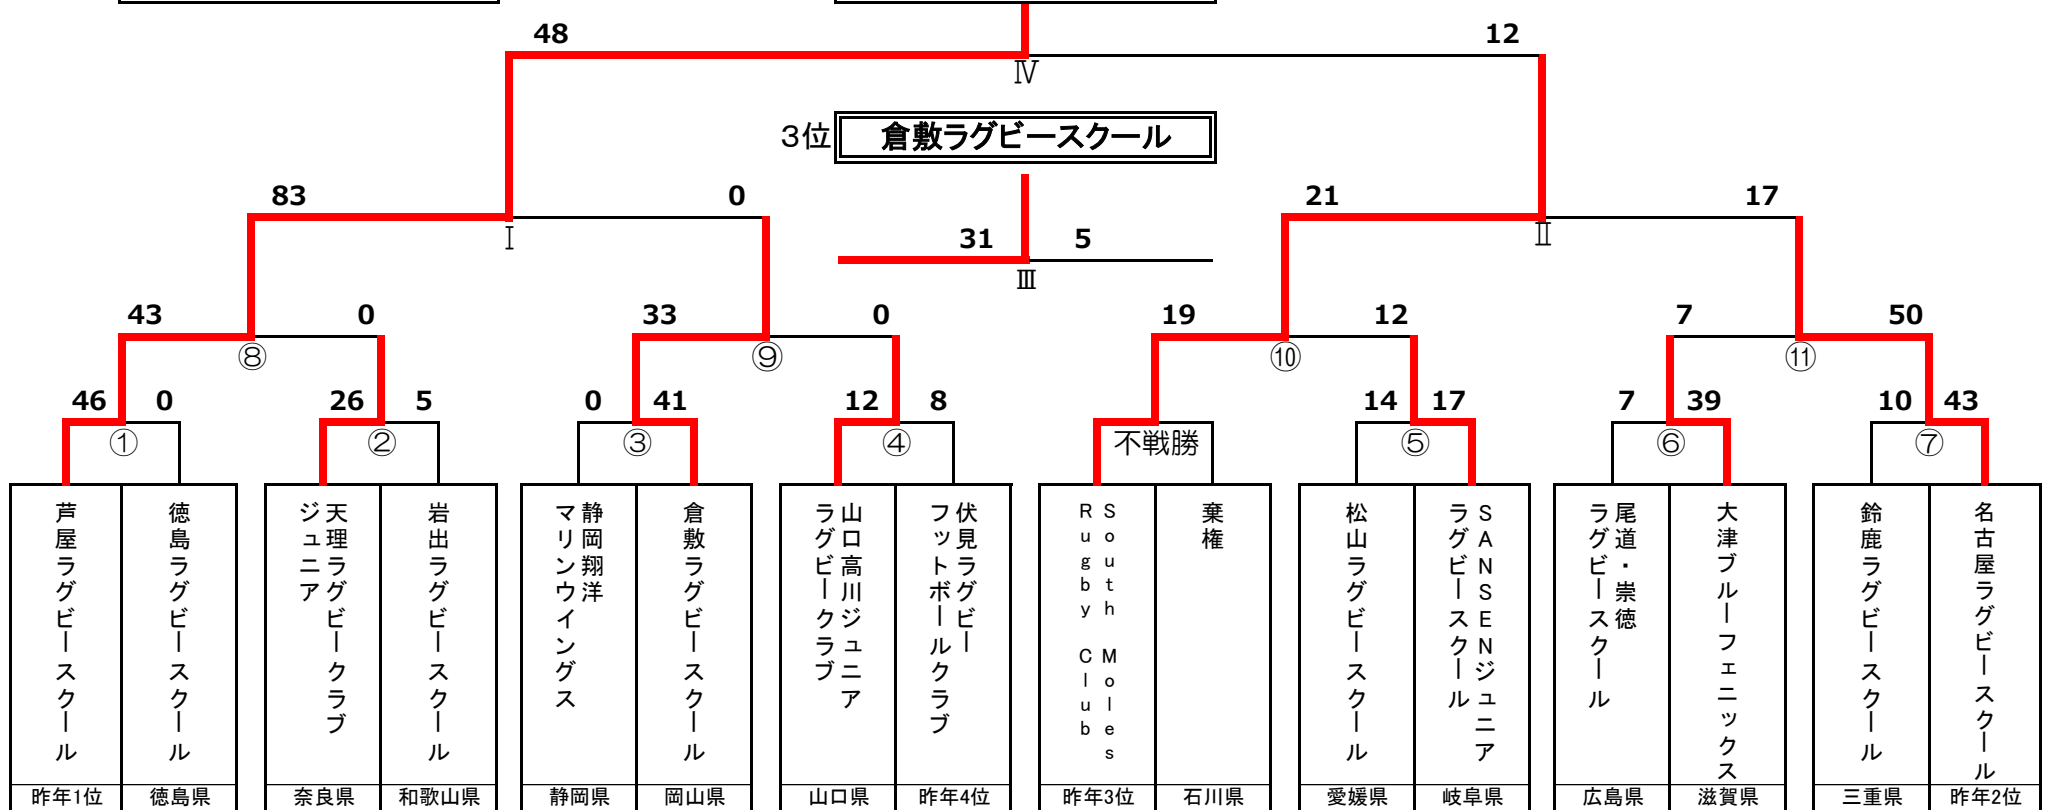 48 12
Ⅳ
3位 倉敷ラグビースクール
83 0 21 17
Ⅰ Ⅱ
31 5
Ⅲ
43 0 33 0 19 12 7 50
⑧ ⑨ ⑩ ⑪
46 0 26 5 0 41 12 8 14 17 7 39 10 43
① ② ③ ④ 不戦勝 ⑤ ⑥ ⑦
芦屋ラグビースクール
徳島ラグビースクール
天理ラグビークラブ
ジュニア
岩出ラグビースクール
静岡翔洋
マリンウイングス
倉敷ラグビースクール
山口高川ジュニア
ラグビークラブ
伏見ラグビー
フットボールクラブ
South Moles
Rugby Club
棄権
松山ラグビースクール
SANSENジュニア
ラグビースクール
尾道・崇徳
ラグビースクール
大津ブルーフェニックス
鈴鹿ラグビースクール
名古屋ラグビースクール
昨年1位 徳島県 奈良県 和歌山県 静岡県 岡山県 山口県 昨年4位 昨年3位 石川県 愛媛県 岐阜県 広島県 滋賀県 三重県 昨年2位